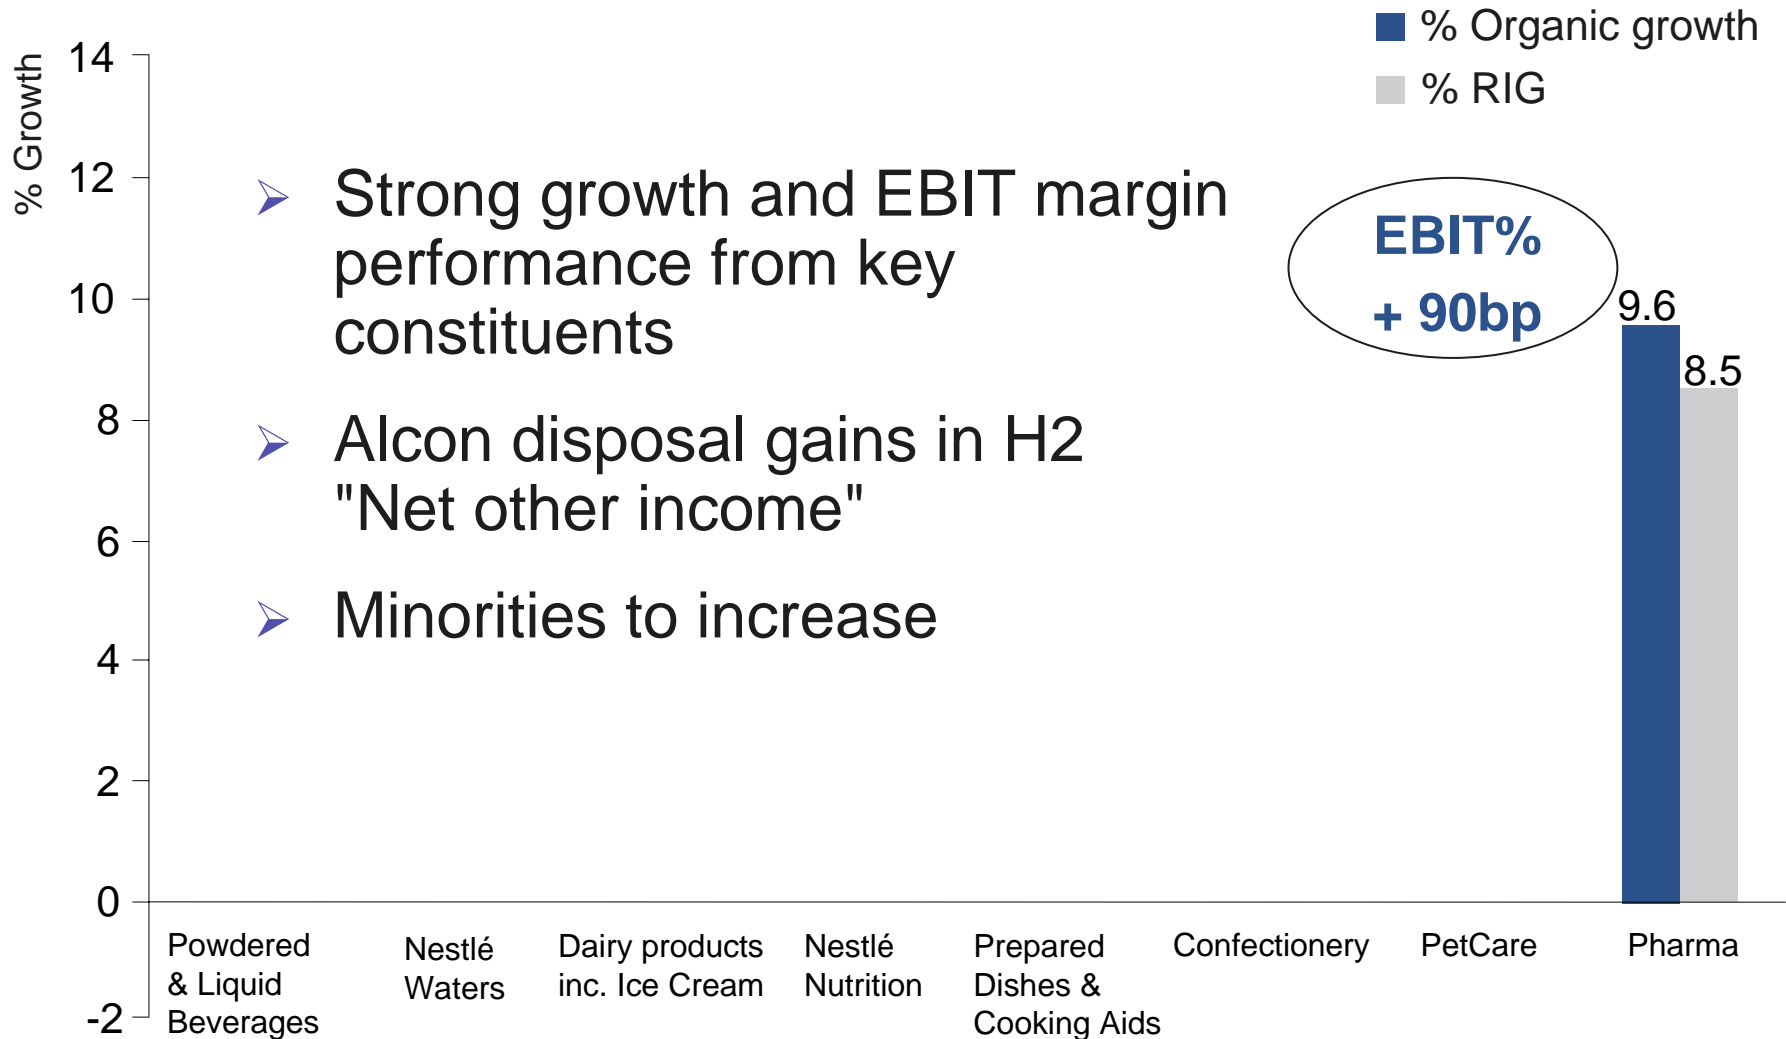 % Organic growth
% RIG
% Growth
14
12
10
8
6
4
2
0
-2
➢ Strong growth and EBIT margin
performance from key
constituents
➢ Alcon disposal gains in H2
"Net other income"
➢ Minorities to increase
EBIT%
+ 90bp
9.6
8.5
Powdered
& Liquid
Beverages
Nestlé
Waters
Dairy products
inc. Ice Cream
Nestlé
Nutrition
Prepared
Dishes &
Cooking Aids
Confectionery
PetCare
Pharma